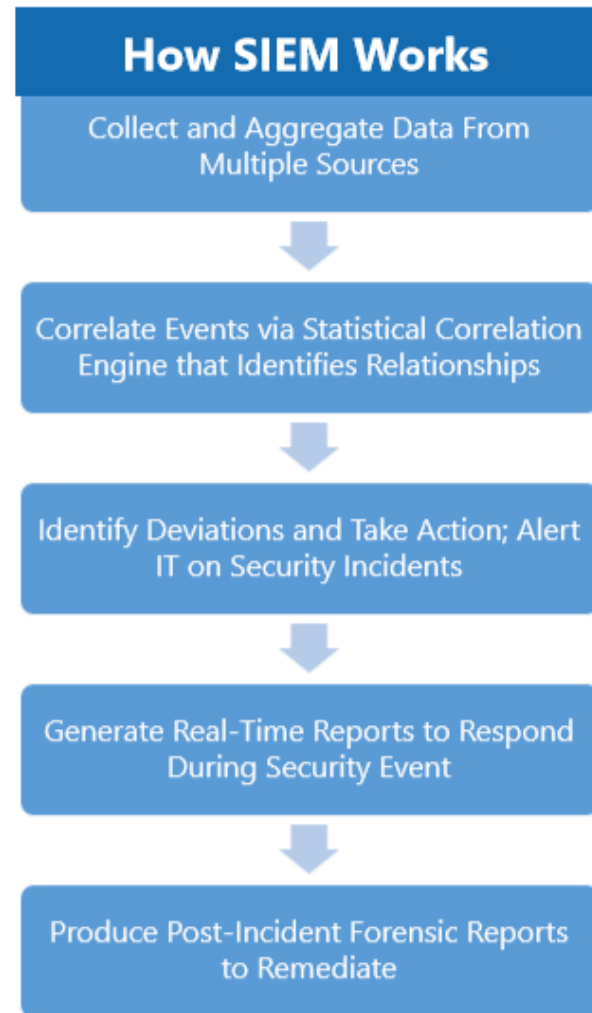 How SIEM Works
Collect and Aggregate Data From
Multiple Sources
Correlate Events via Statistical Correlation
Engine that Identifies Relationships
Identify Deviations and Take Action; Alert
IT on Security Incidents
Generate Real-Time Reports to Respond
During Security Event
Produce Post-Incident Forensic Reports
to Remediate